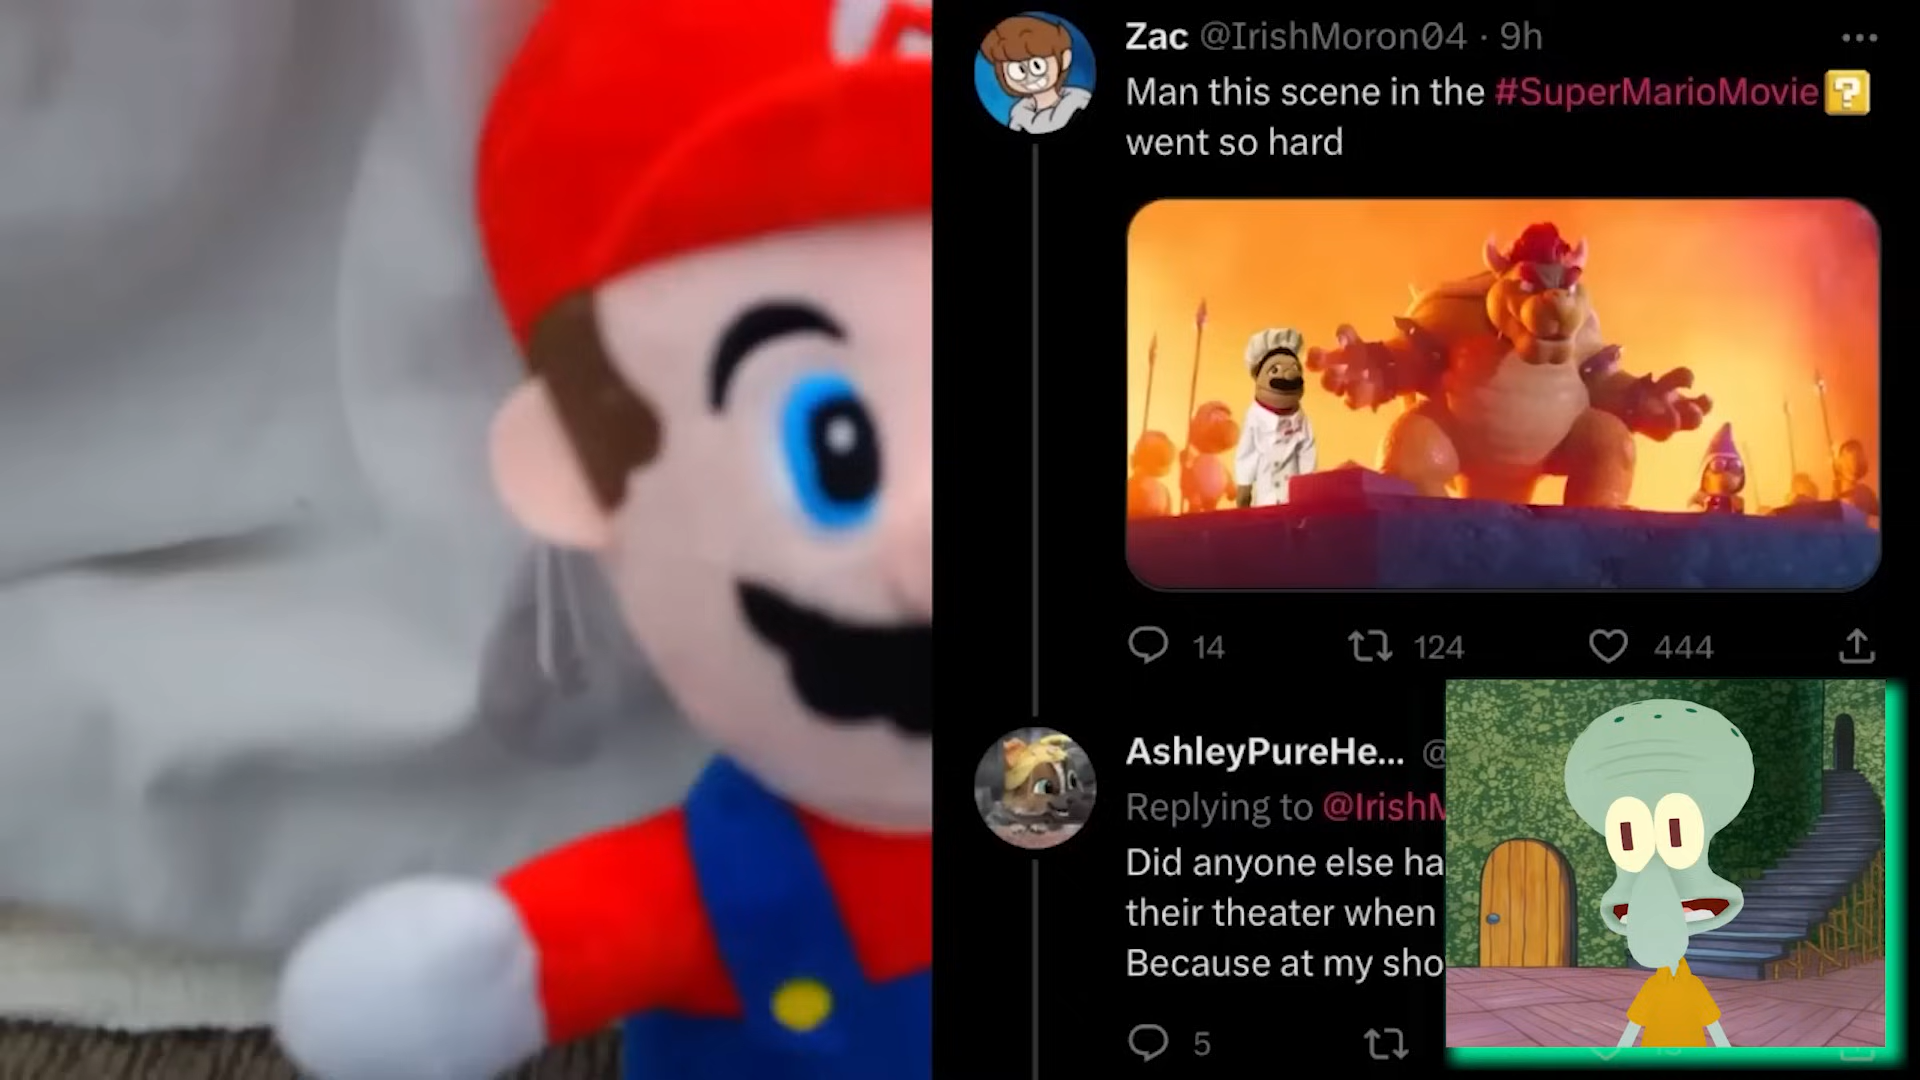 Zac @IrishMoron04 · 9h
Man this scene in the #SuperMarioMovie
went so hard
14 124 444
AshleyPureHe... @
Replying to @IrishM
Did anyone else ha
their theater when
Because at my sho
5